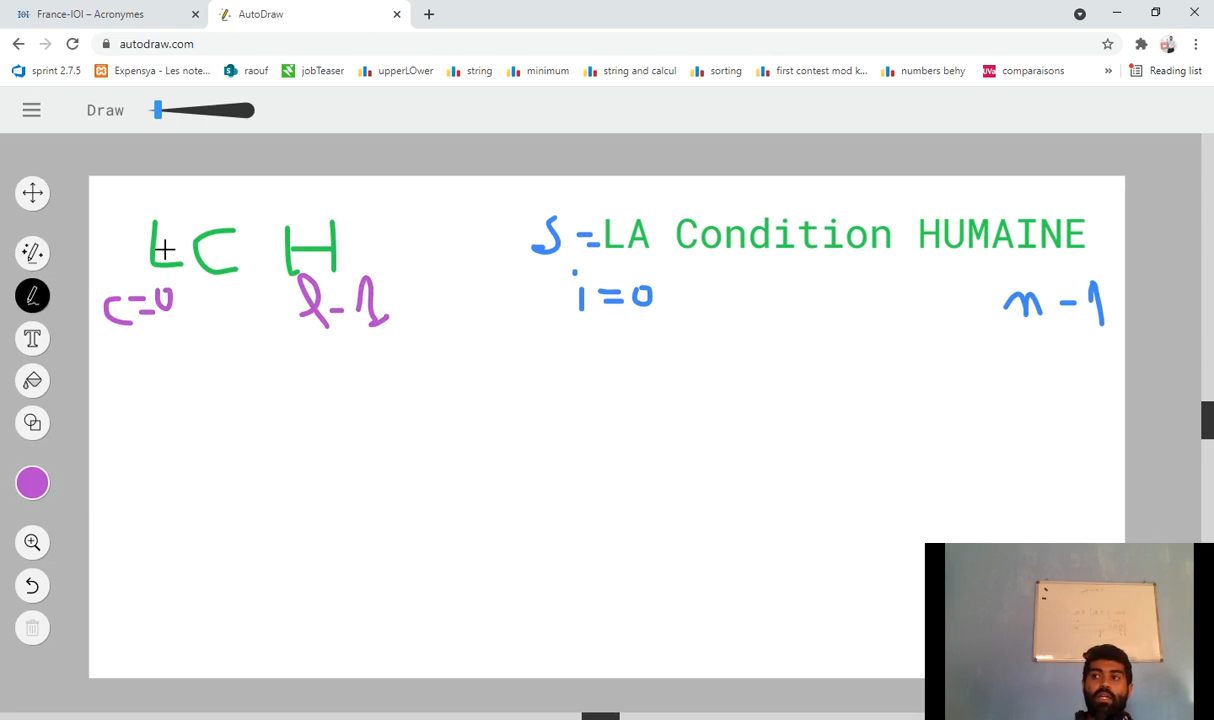 France-IOI – Acronymes
AutoDraw
autodraw.com
sprint 2.7.5
Expensya - Les note...
raouf
jobTeaser
upperLOwer
string
minimum
string and calcul
sorting
first contest mod k...
numbers behy
comparaisons
»
Reading list
Draw
L C H
S = LA Condition HUMAINE
c=0
l-1
i=0
n-1